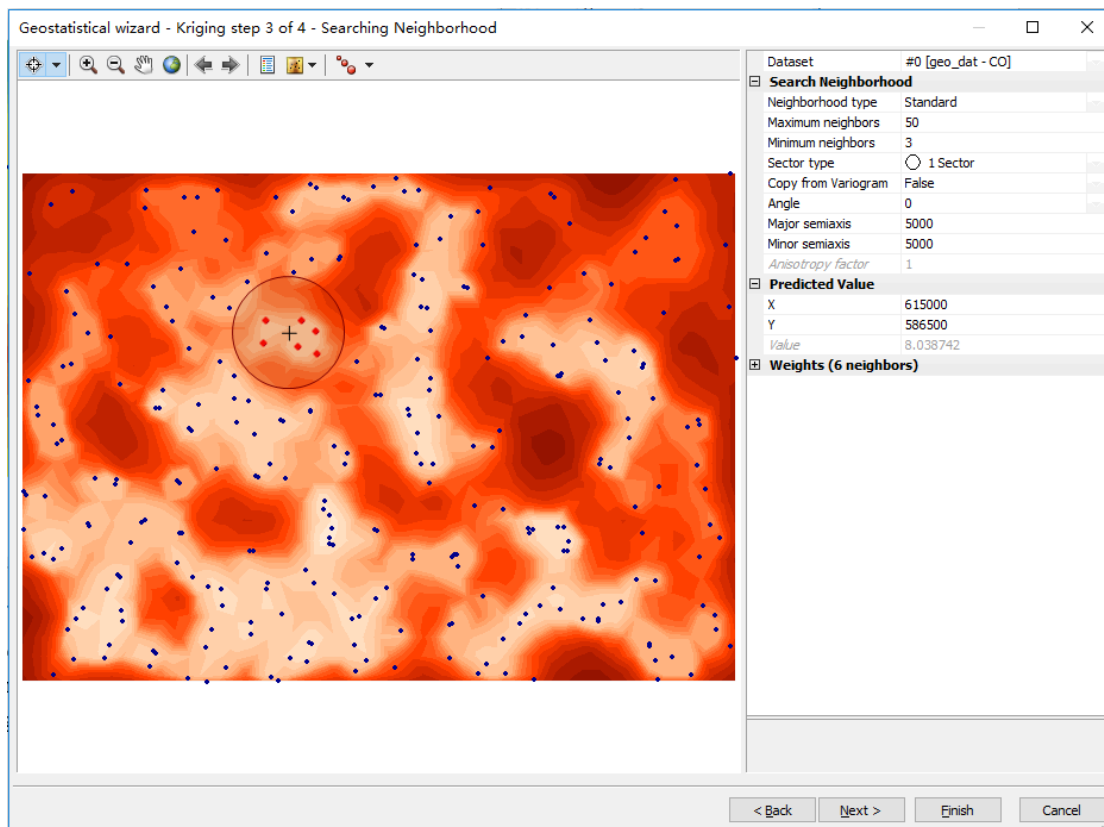 Geostatistical wizard - Kriging step 3 of 4 - Searching Neighborhood
Dataset #0 [geo_dat - CO]
Search Neighborhood
Neighborhood type Standard
Maximum neighbors 50
Minimum neighbors 3
Sector type 1 Sector
Copy from Variogram False
Angle 0
Major semiaxis 5000
Minor semiaxis 5000
Anisotropy factor 1
Predicted Value
X 615000
Y 586500
Value 8.038742
Weights (6 neighbors)
< Back Next > Finish Cancel